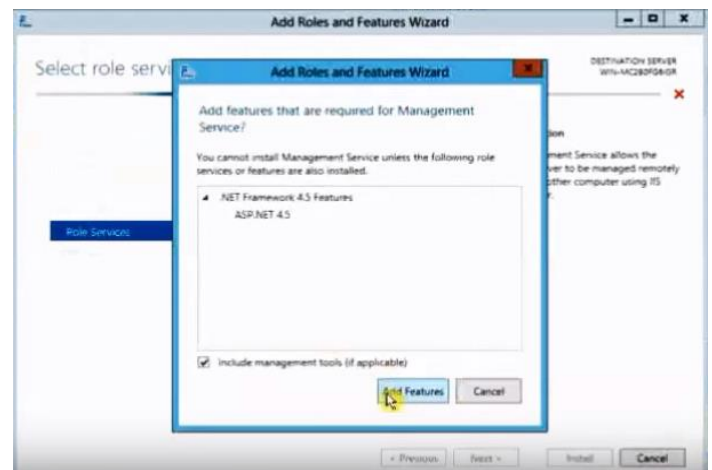 Add Roles and Features Wizard
Select role servi
DESTINATION SERVER
Add Roles and Features Wizard
Add features that are required for Management
Service?
You cannot install Management Service unless the following role
services or features are also installed.
.NET Framework 4.5 Features
ASP.NET 4.5
Include management tools (if applicable)
Add Features
Cancel
Role Services
ion
ment Service allows the
ver to be managed remotely
other computer using IIS
r.
< Previous
Next >
Install
Cancel